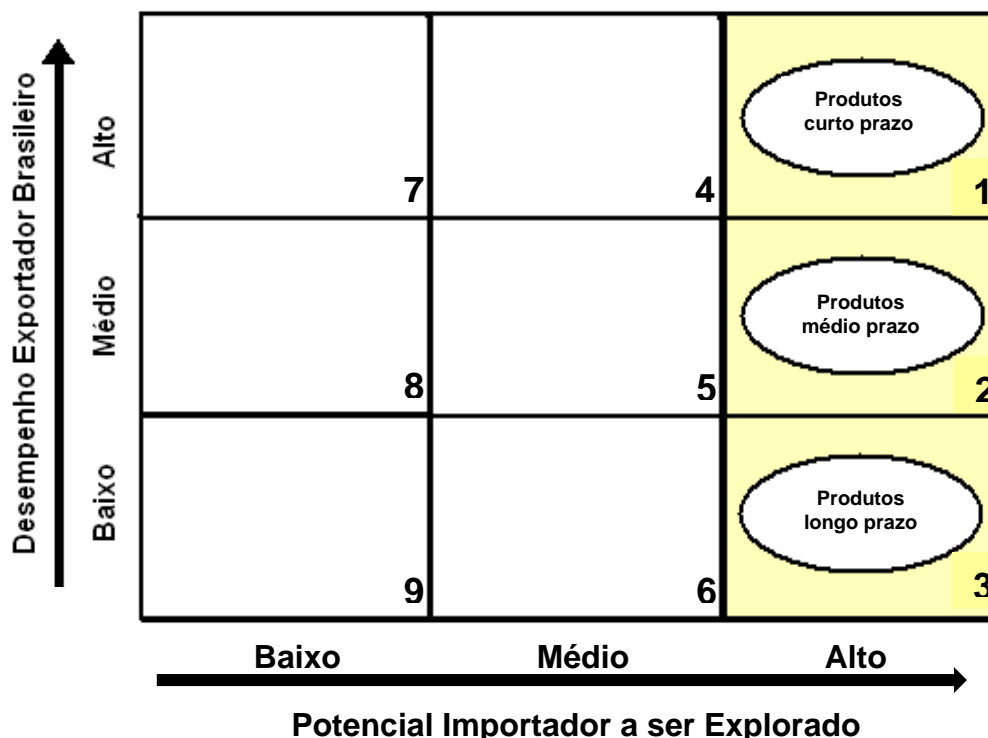 Desempenho Exportador Brasileiro
Alto
Médio
Baixo
Produtos
curto prazo
7
4
1
Produtos
médio prazo
8
5
2
Produtos
longo prazo
9
6
3
Baixo
Médio
Alto
Potencial Importador a ser Explorado